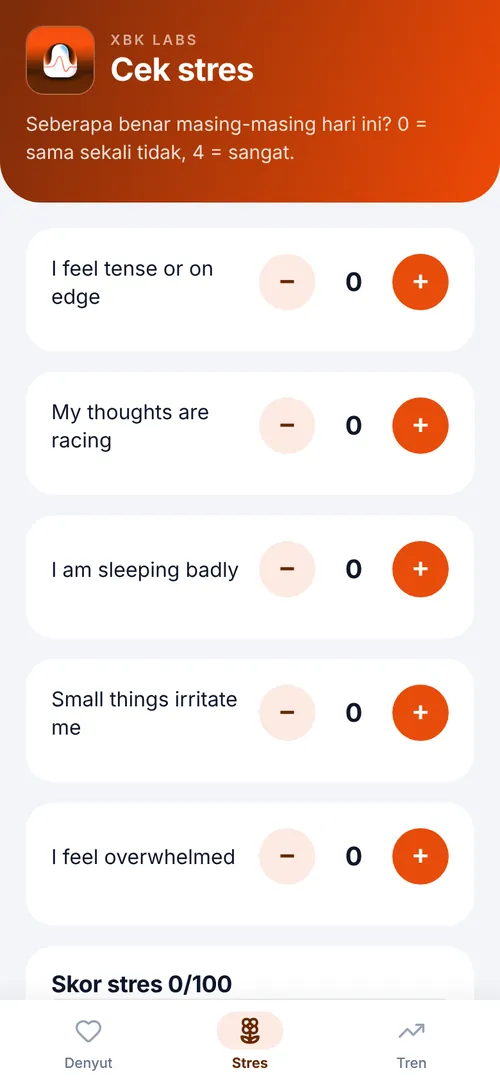 XBK LABS
Cek stres
Seberapa benar masing-masing hari ini? 0 =
sama sekali tidak, 4 = sangat.
I feel tense or on
edge
− 0 +
My thoughts are
racing
− 0 +
I am sleeping badly
− 0 +
Small things irritate
me
− 0 +
I feel overwhelmed
− 0 +
Skor stres 0/100
Denyut
Stres
Tren